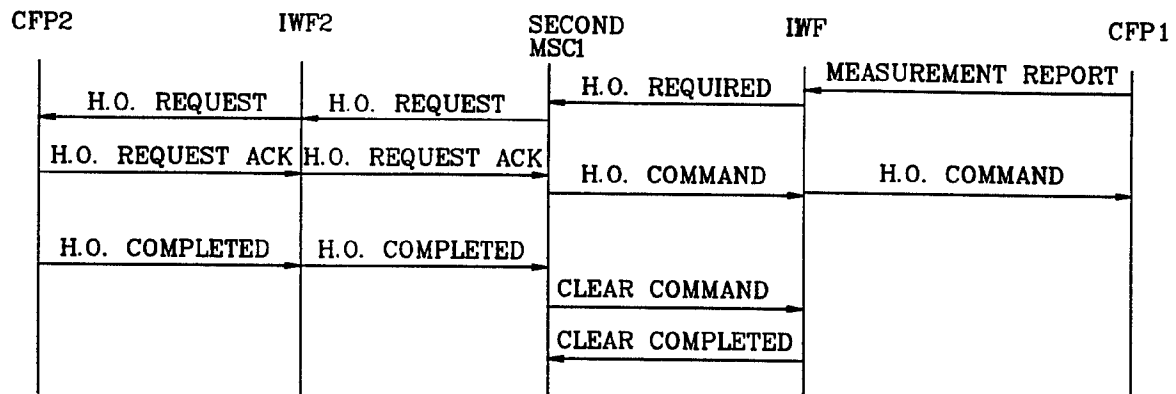 CFP2
IWF2
SECOND
MSC1
IWF
CFP1
MEASUREMENT REPORT
H.O. REQUIRED
H.O. REQUEST
H.O. REQUEST
H.O. REQUEST ACK
H.O. REQUEST ACK
H.O. COMMAND
H.O. COMMAND
H.O. COMPLETED
H.O. COMPLETED
CLEAR COMMAND
CLEAR COMPLETED